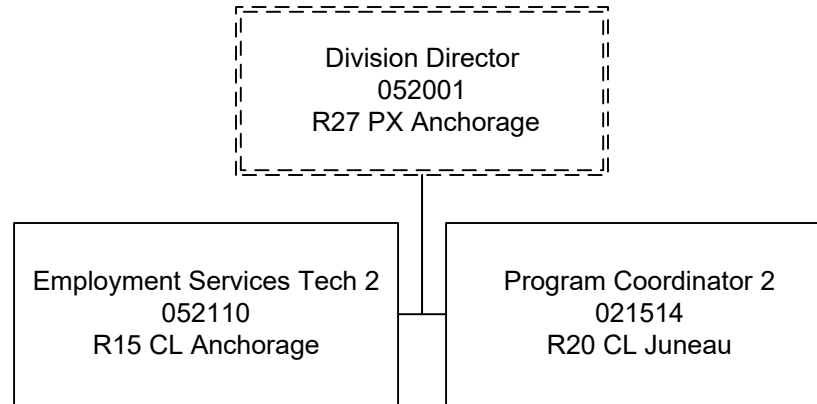 Division Director
052001
R27 PX Anchorage
Employment Services Tech 2
052110
R15 CL Anchorage
Program Coordinator 2
021514
R20 CL Juneau